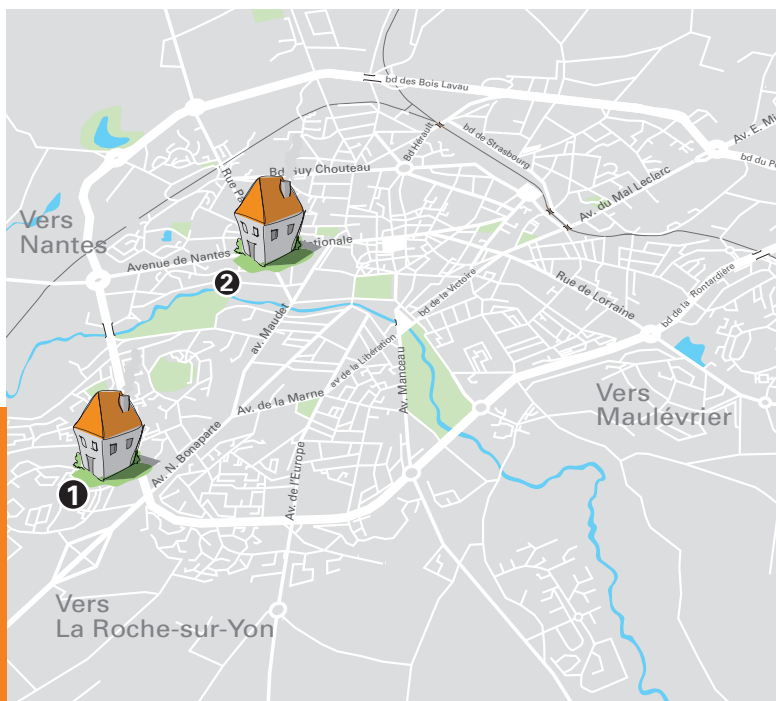 bd des Bois Lavau
Av. E. Mi
bd du Po
bd de Strasbourg
Bd Hérault
Bd Guy Chouteau
Rue Pa
Av. du Mal Leclerc
Vers
Nantes
Avenue de Nantes
Nationale
2
bd de la Victoire
Rue de Lorraine
bd de la Rontardière
av. Maudet
av de la Libération
Av. Manceau
Vers
Maulévrier
Av. de la Marne
Av. N. Bonaparte
Av. de l'Europe
1
Vers
La Roche-sur-Yon